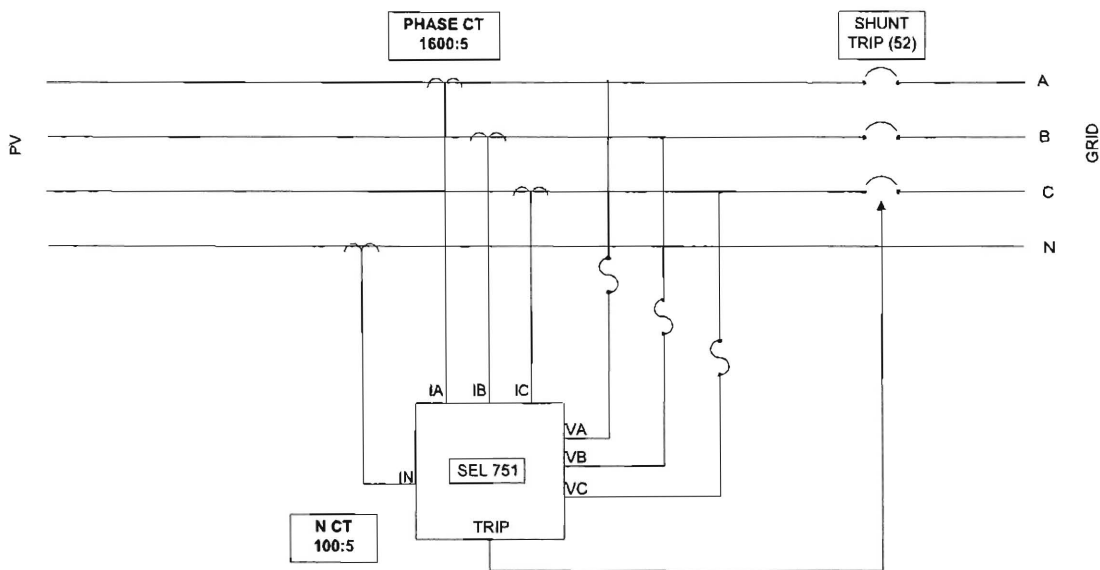 PHASE CT
1600:5
SHUNT
TRIP (52)
A
B
C
N
PV
GRID
IA
IB
IC
VA
VB
VC
IN
SEL 751
TRIP
N CT
100:5